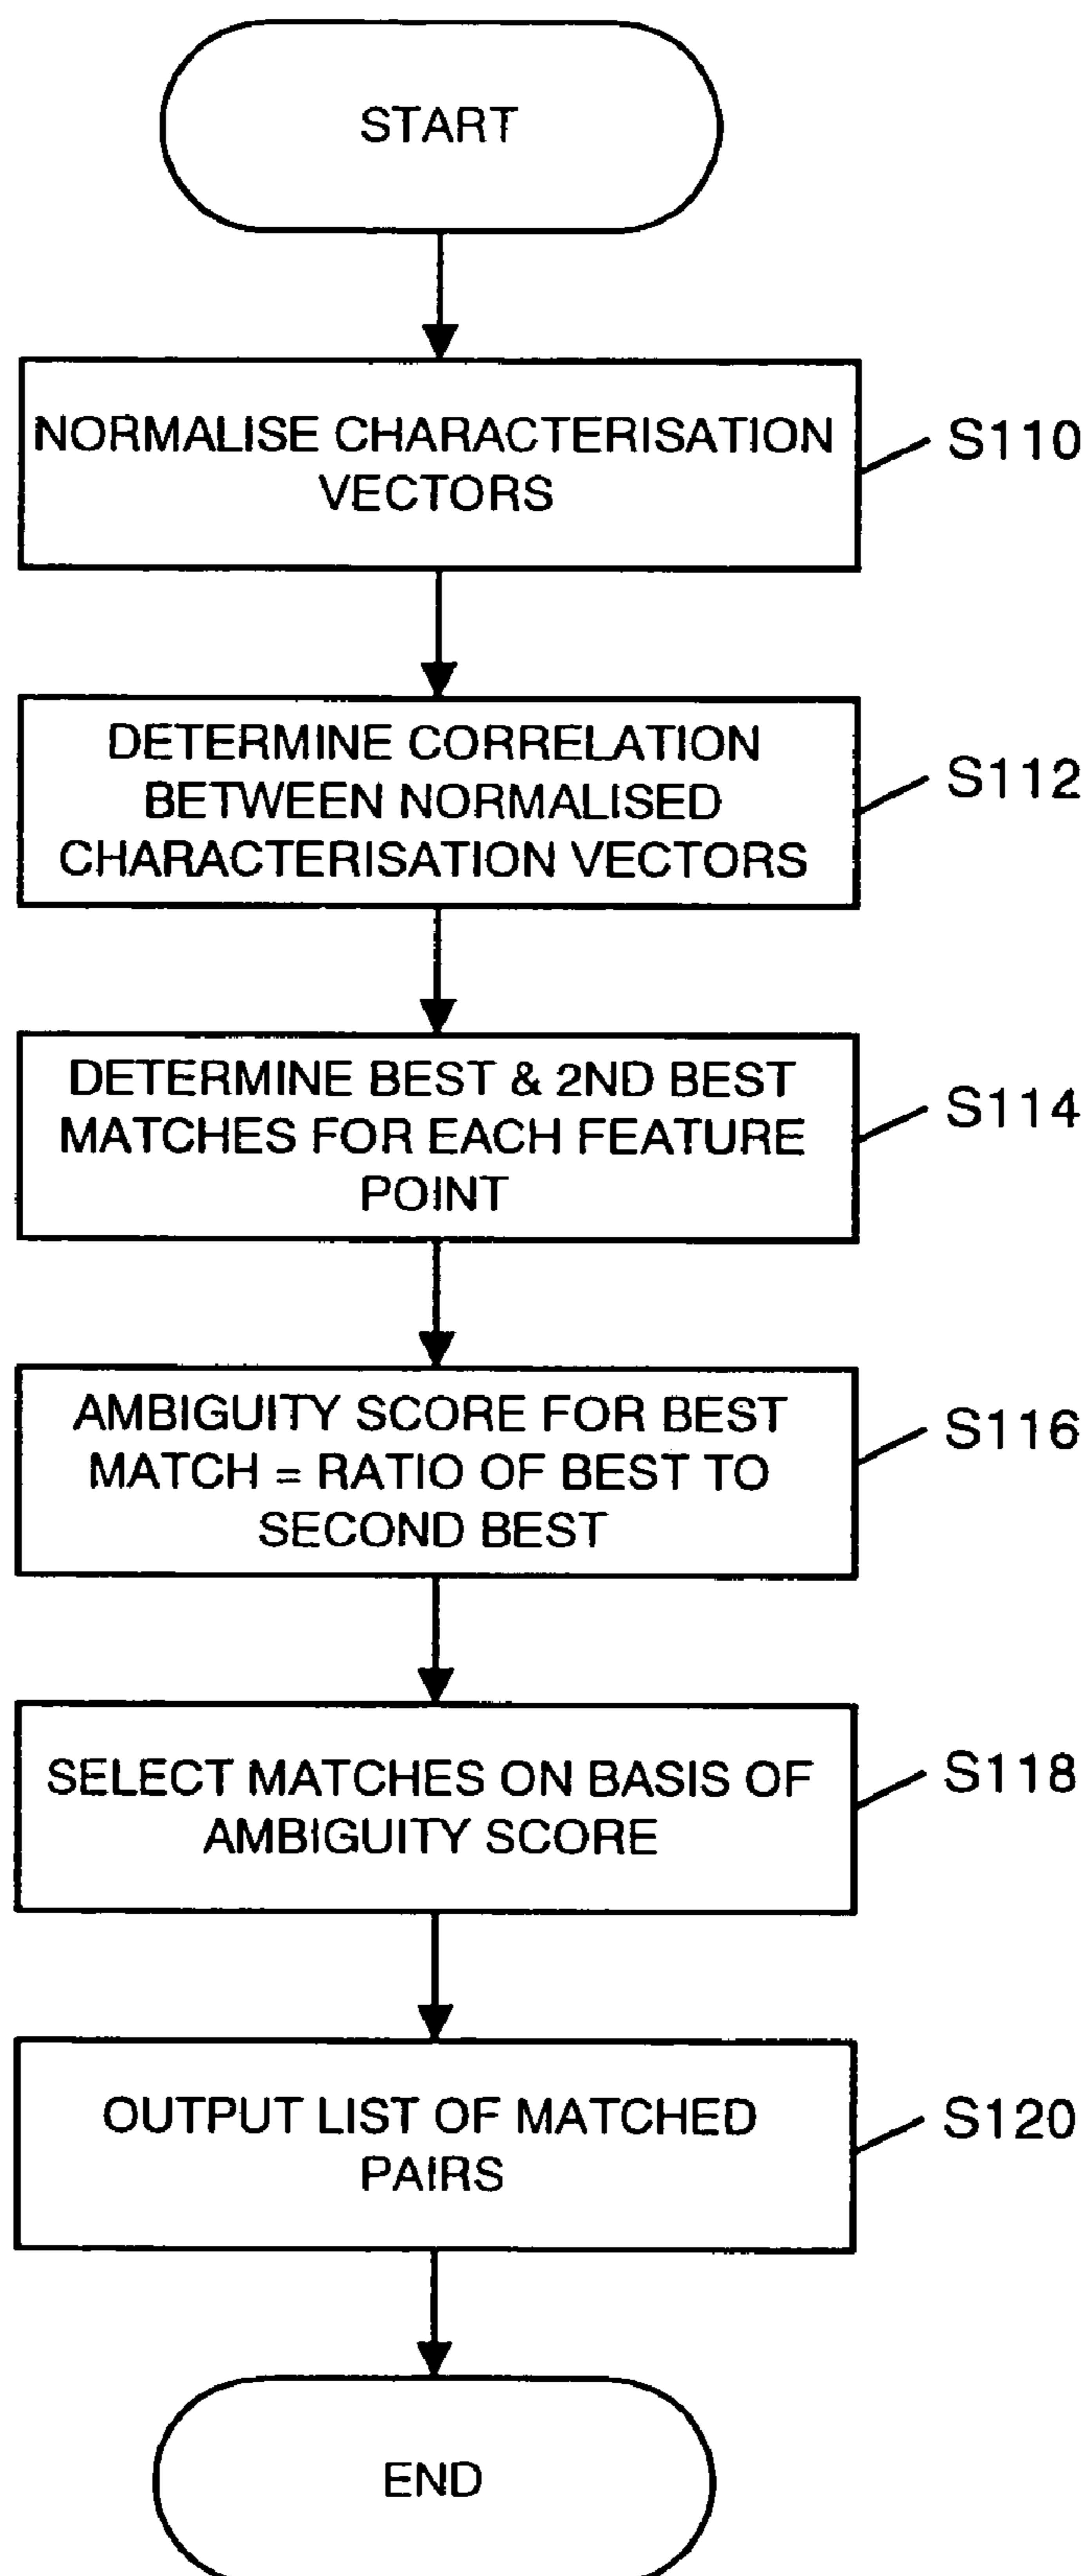 START
NORMALISE CHARACTERISATION
VECTORS
S110
DETERMINE CORRELATION
BETWEEN NORMALISED
CHARACTERISATION VECTORS
S112
DETERMINE BEST & 2ND BEST
MATCHES FOR EACH FEATURE
POINT
S114
AMBIGUITY SCORE FOR BEST
MATCH = RATIO OF BEST TO
SECOND BEST
S116
SELECT MATCHES ON BASIS OF
AMBIGUITY SCORE
S118
OUTPUT LIST OF MATCHED
PAIRS
S120
END